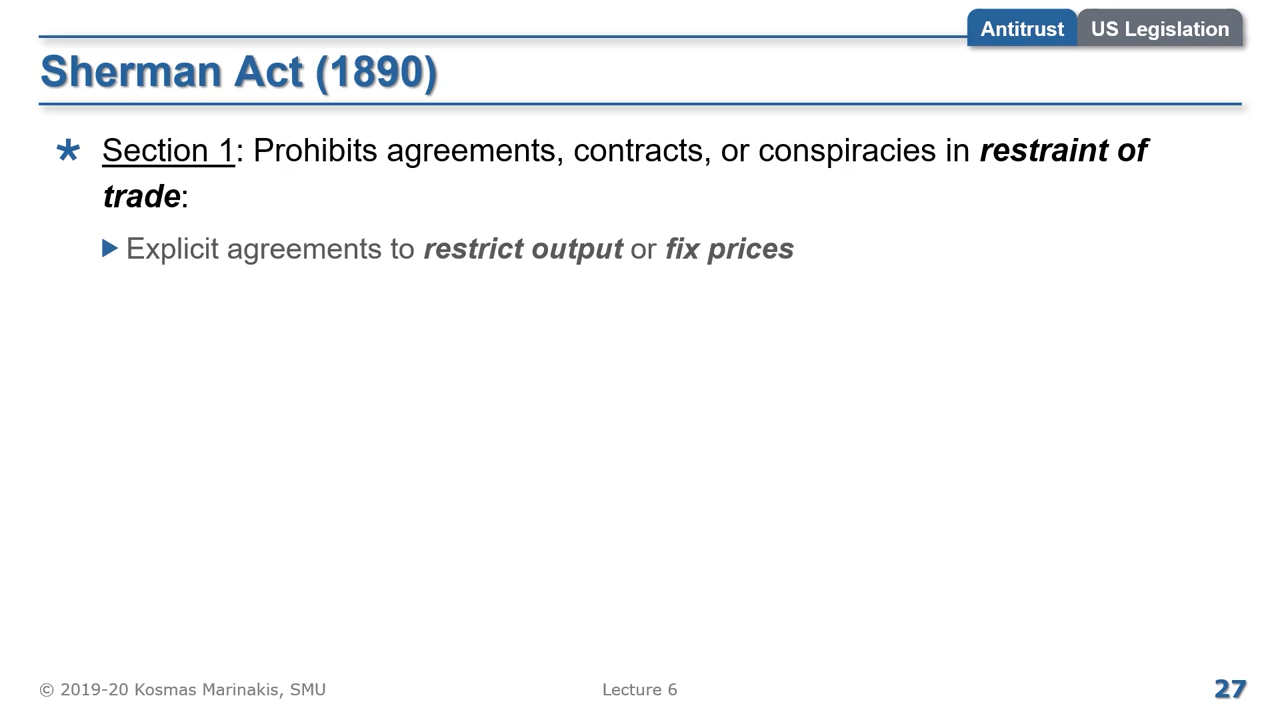 Antitrust US Legislation
Sherman Act (1890)
* Section 1: Prohibits agreements, contracts, or conspiracies in restraint of
trade:
Explicit agreements to restrict output or fix prices
© 2019-20 Kosmas Marinakis, SMU Lecture 6 27